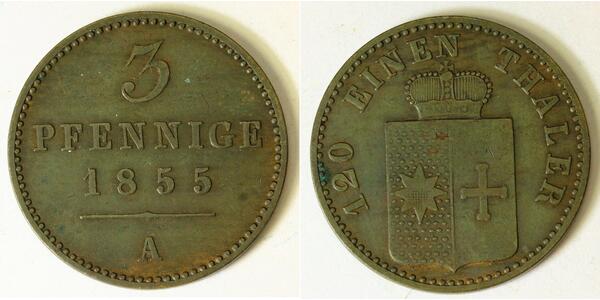 3
PFENNIGE
1855
A
120 EINEN THALER